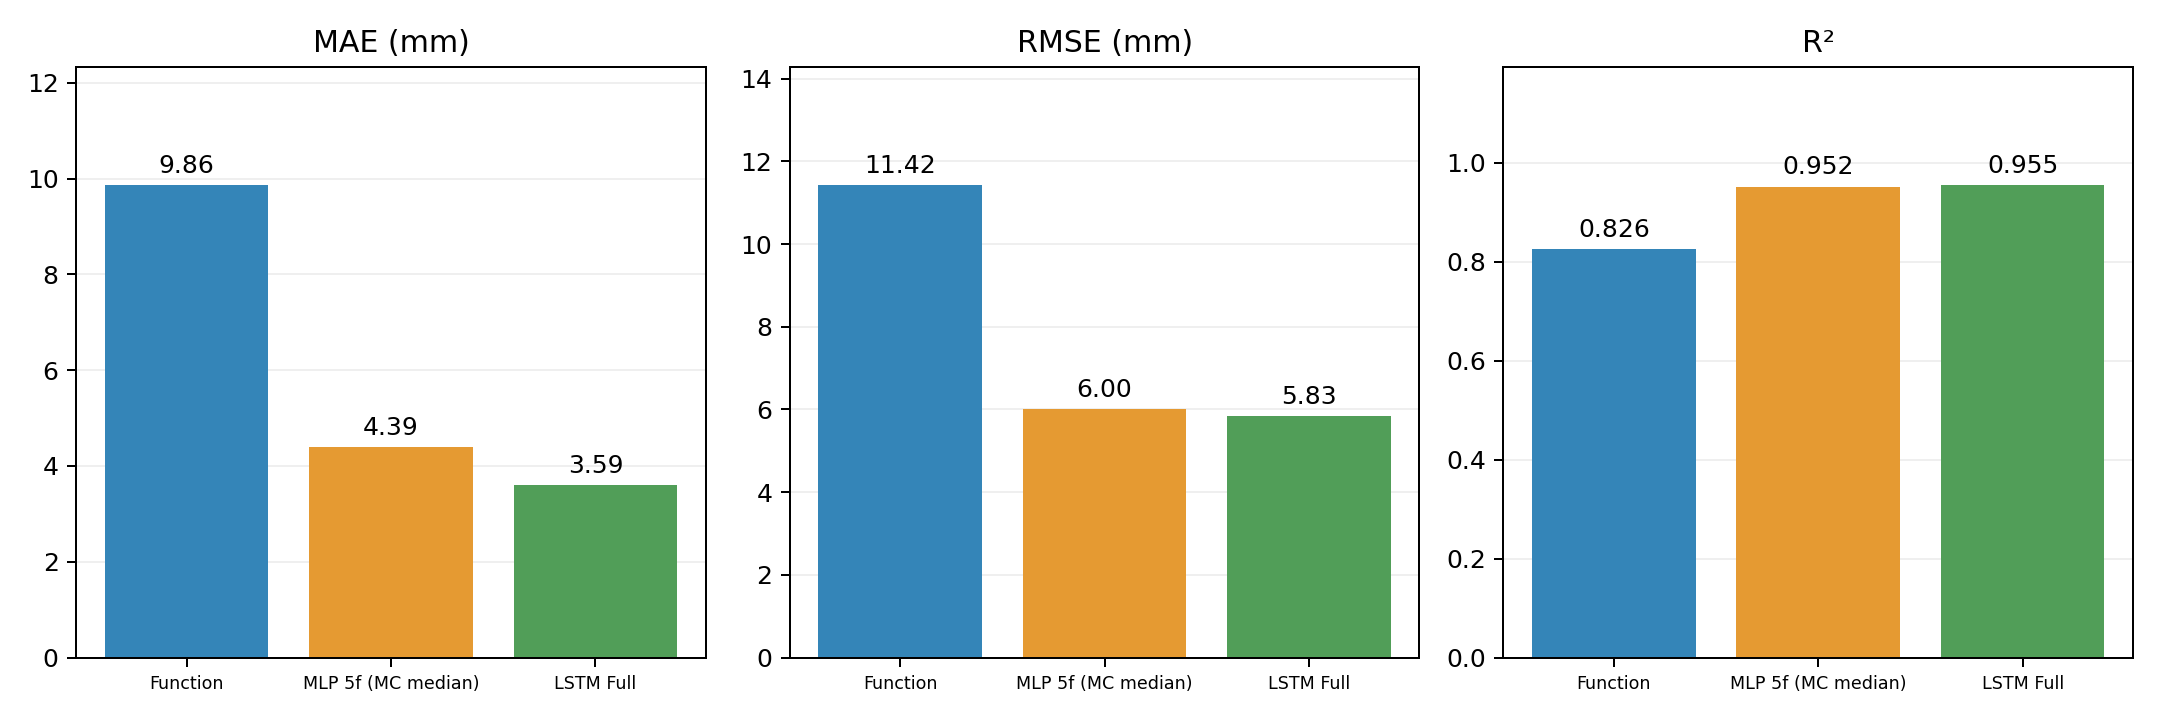 MAE (mm)
12
10
8
6
4
2
0
9.86
4.39
3.59
Function
MLP 5f (MC median)
LSTM Full
RMSE (mm)
14
12
10
8
6
4
2
0
11.42
6.00
5.83
Function
MLP 5f (MC median)
LSTM Full
R²
1.0
0.8
0.6
0.4
0.2
0.0
0.826
0.952
0.955
Function
MLP 5f (MC median)
LSTM Full